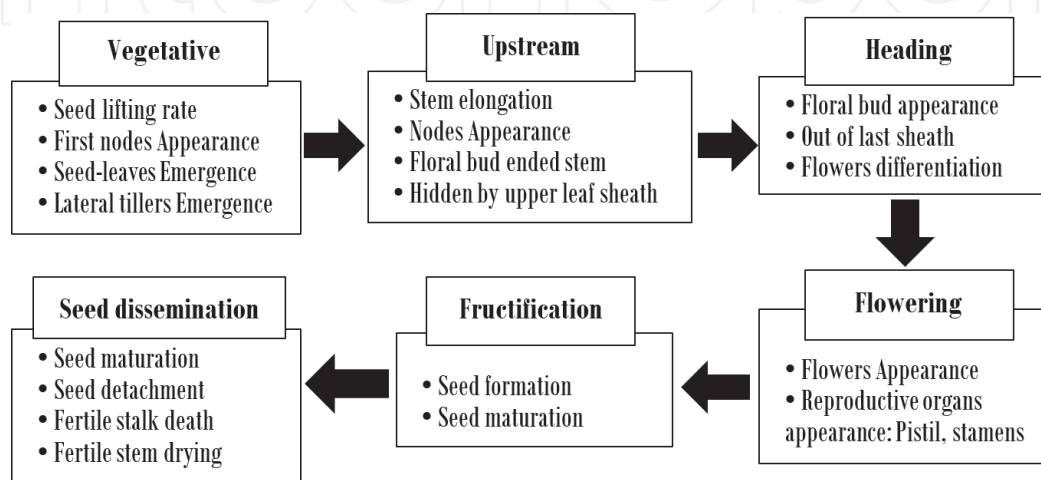 Vegetative
• Seed lifting rate
• First nodes Appearance
• Seed-leaves Emergence
• Lateral tillers Emergence
Upstream
• Stem elongation
• Nodes Appearance
• Floral bud ended stem
• Hidden by upper leaf sheath
Heading
• Floral bud appearance
• Out of last sheath
• Flowers differentiation
Flowering
• Flowers Appearance
• Reproductive organs
appearance: Pistil, stamens
Fructification
• Seed formation
• Seed maturation
Seed dissemination
• Seed maturation
• Seed detachment
• Fertile stalk death
• Fertile stem drying